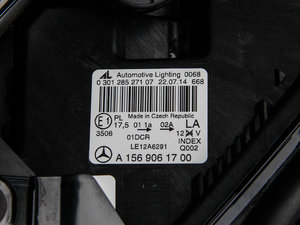 AL Automotive Lighting 0068
0 301 285 271 07 22.07.14 668
Made in Czech Republic
E1 PL 01 1a 02A LA
17,5 12 V
3506 01DCR INDEX
LE12A6291 Q002
A 156 906 17 00